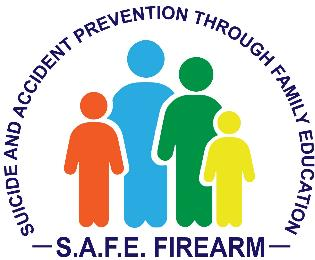 SUICIDE AND ACCIDENT PREVENTION THROUGH FAMILY EDUCATION
S.A.F.E. FIREARM